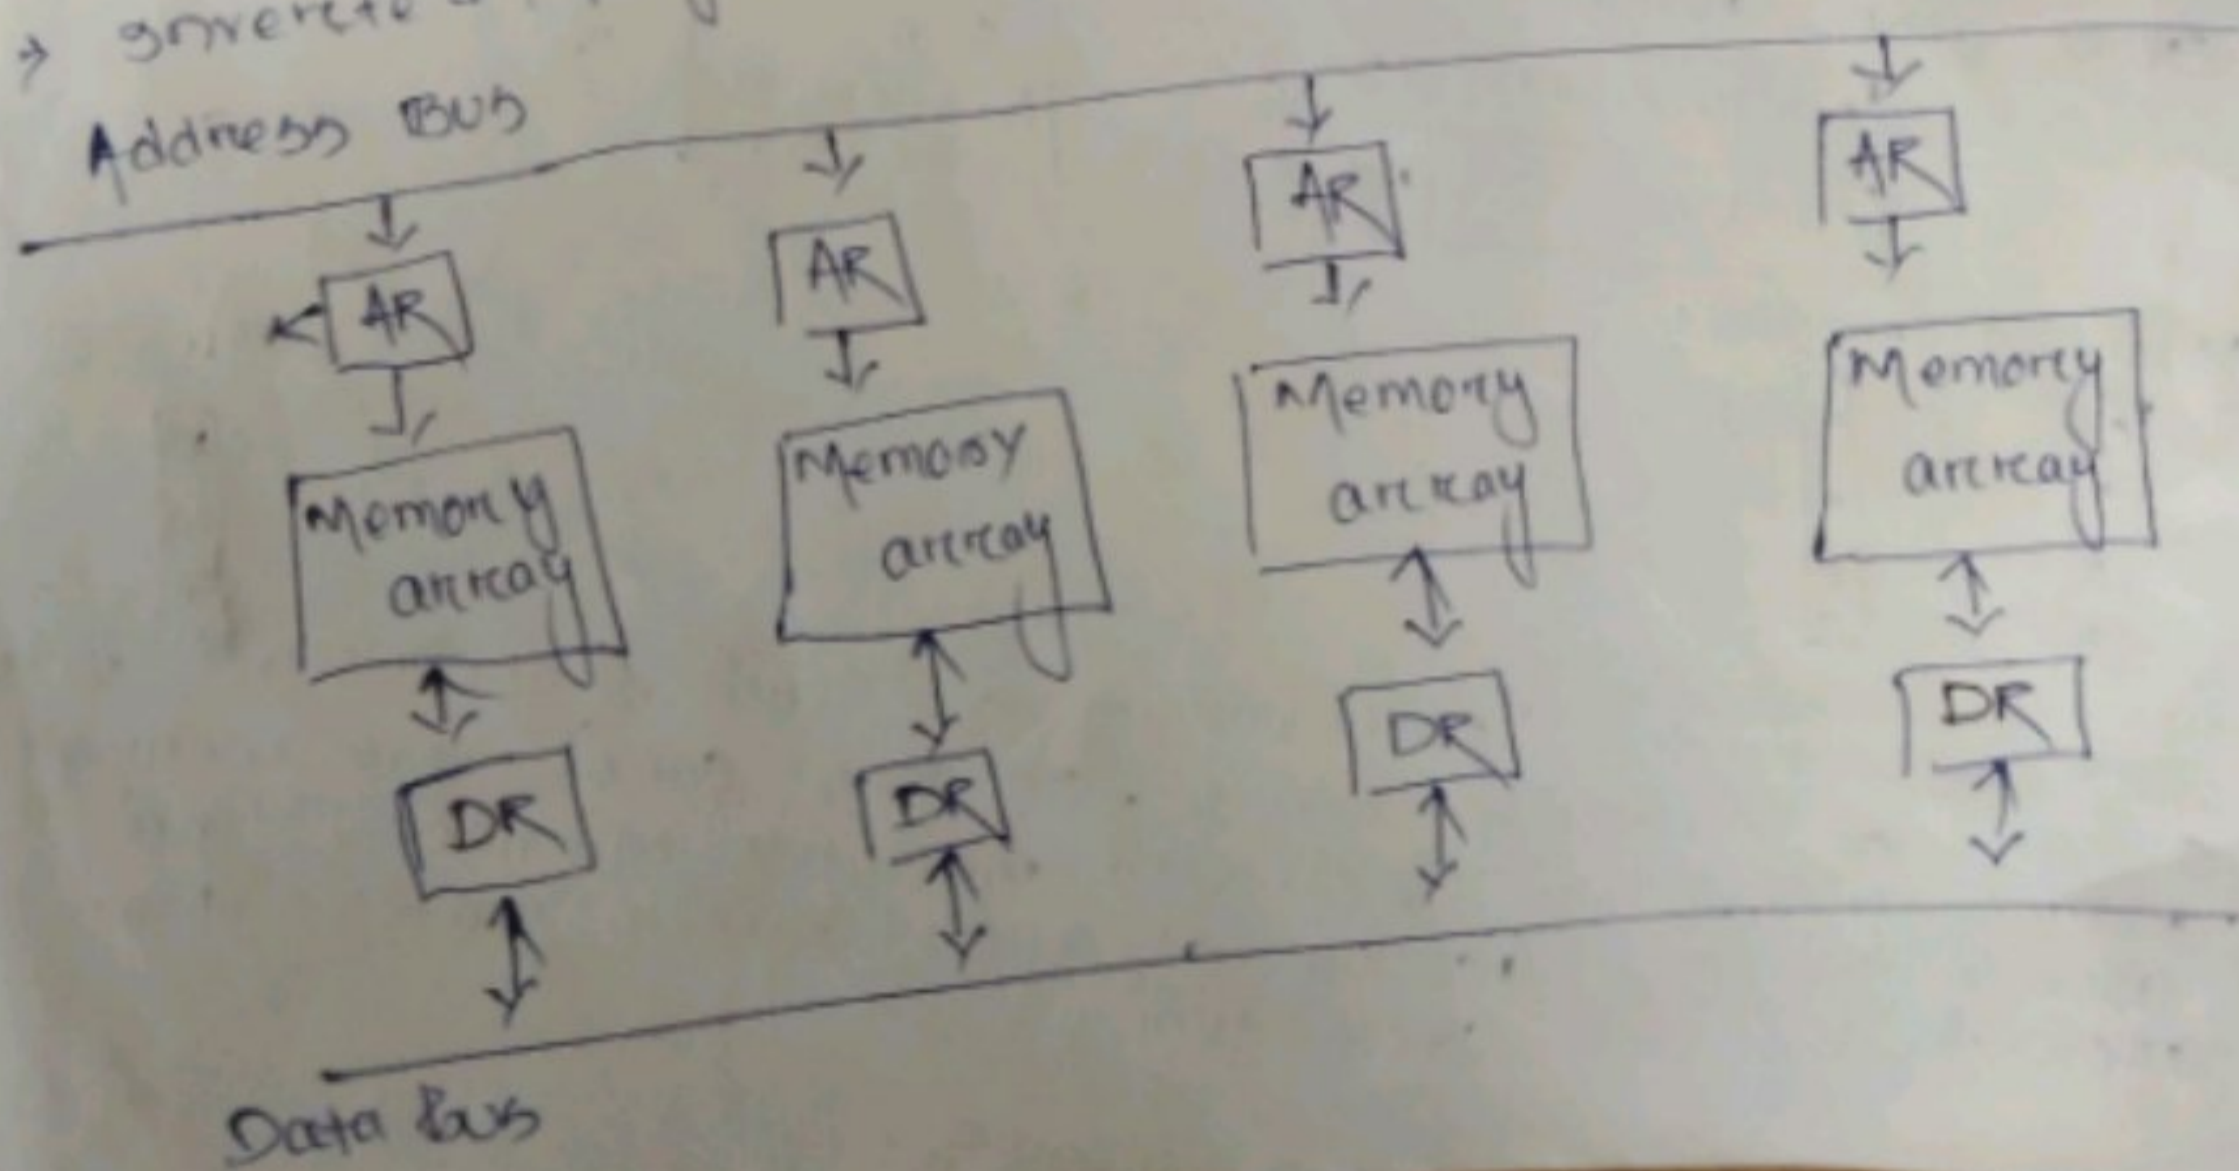 Address Bus
AR AR AR AR
Memory array Memory array Memory array Memory array
DR DR DR DR
Data bus